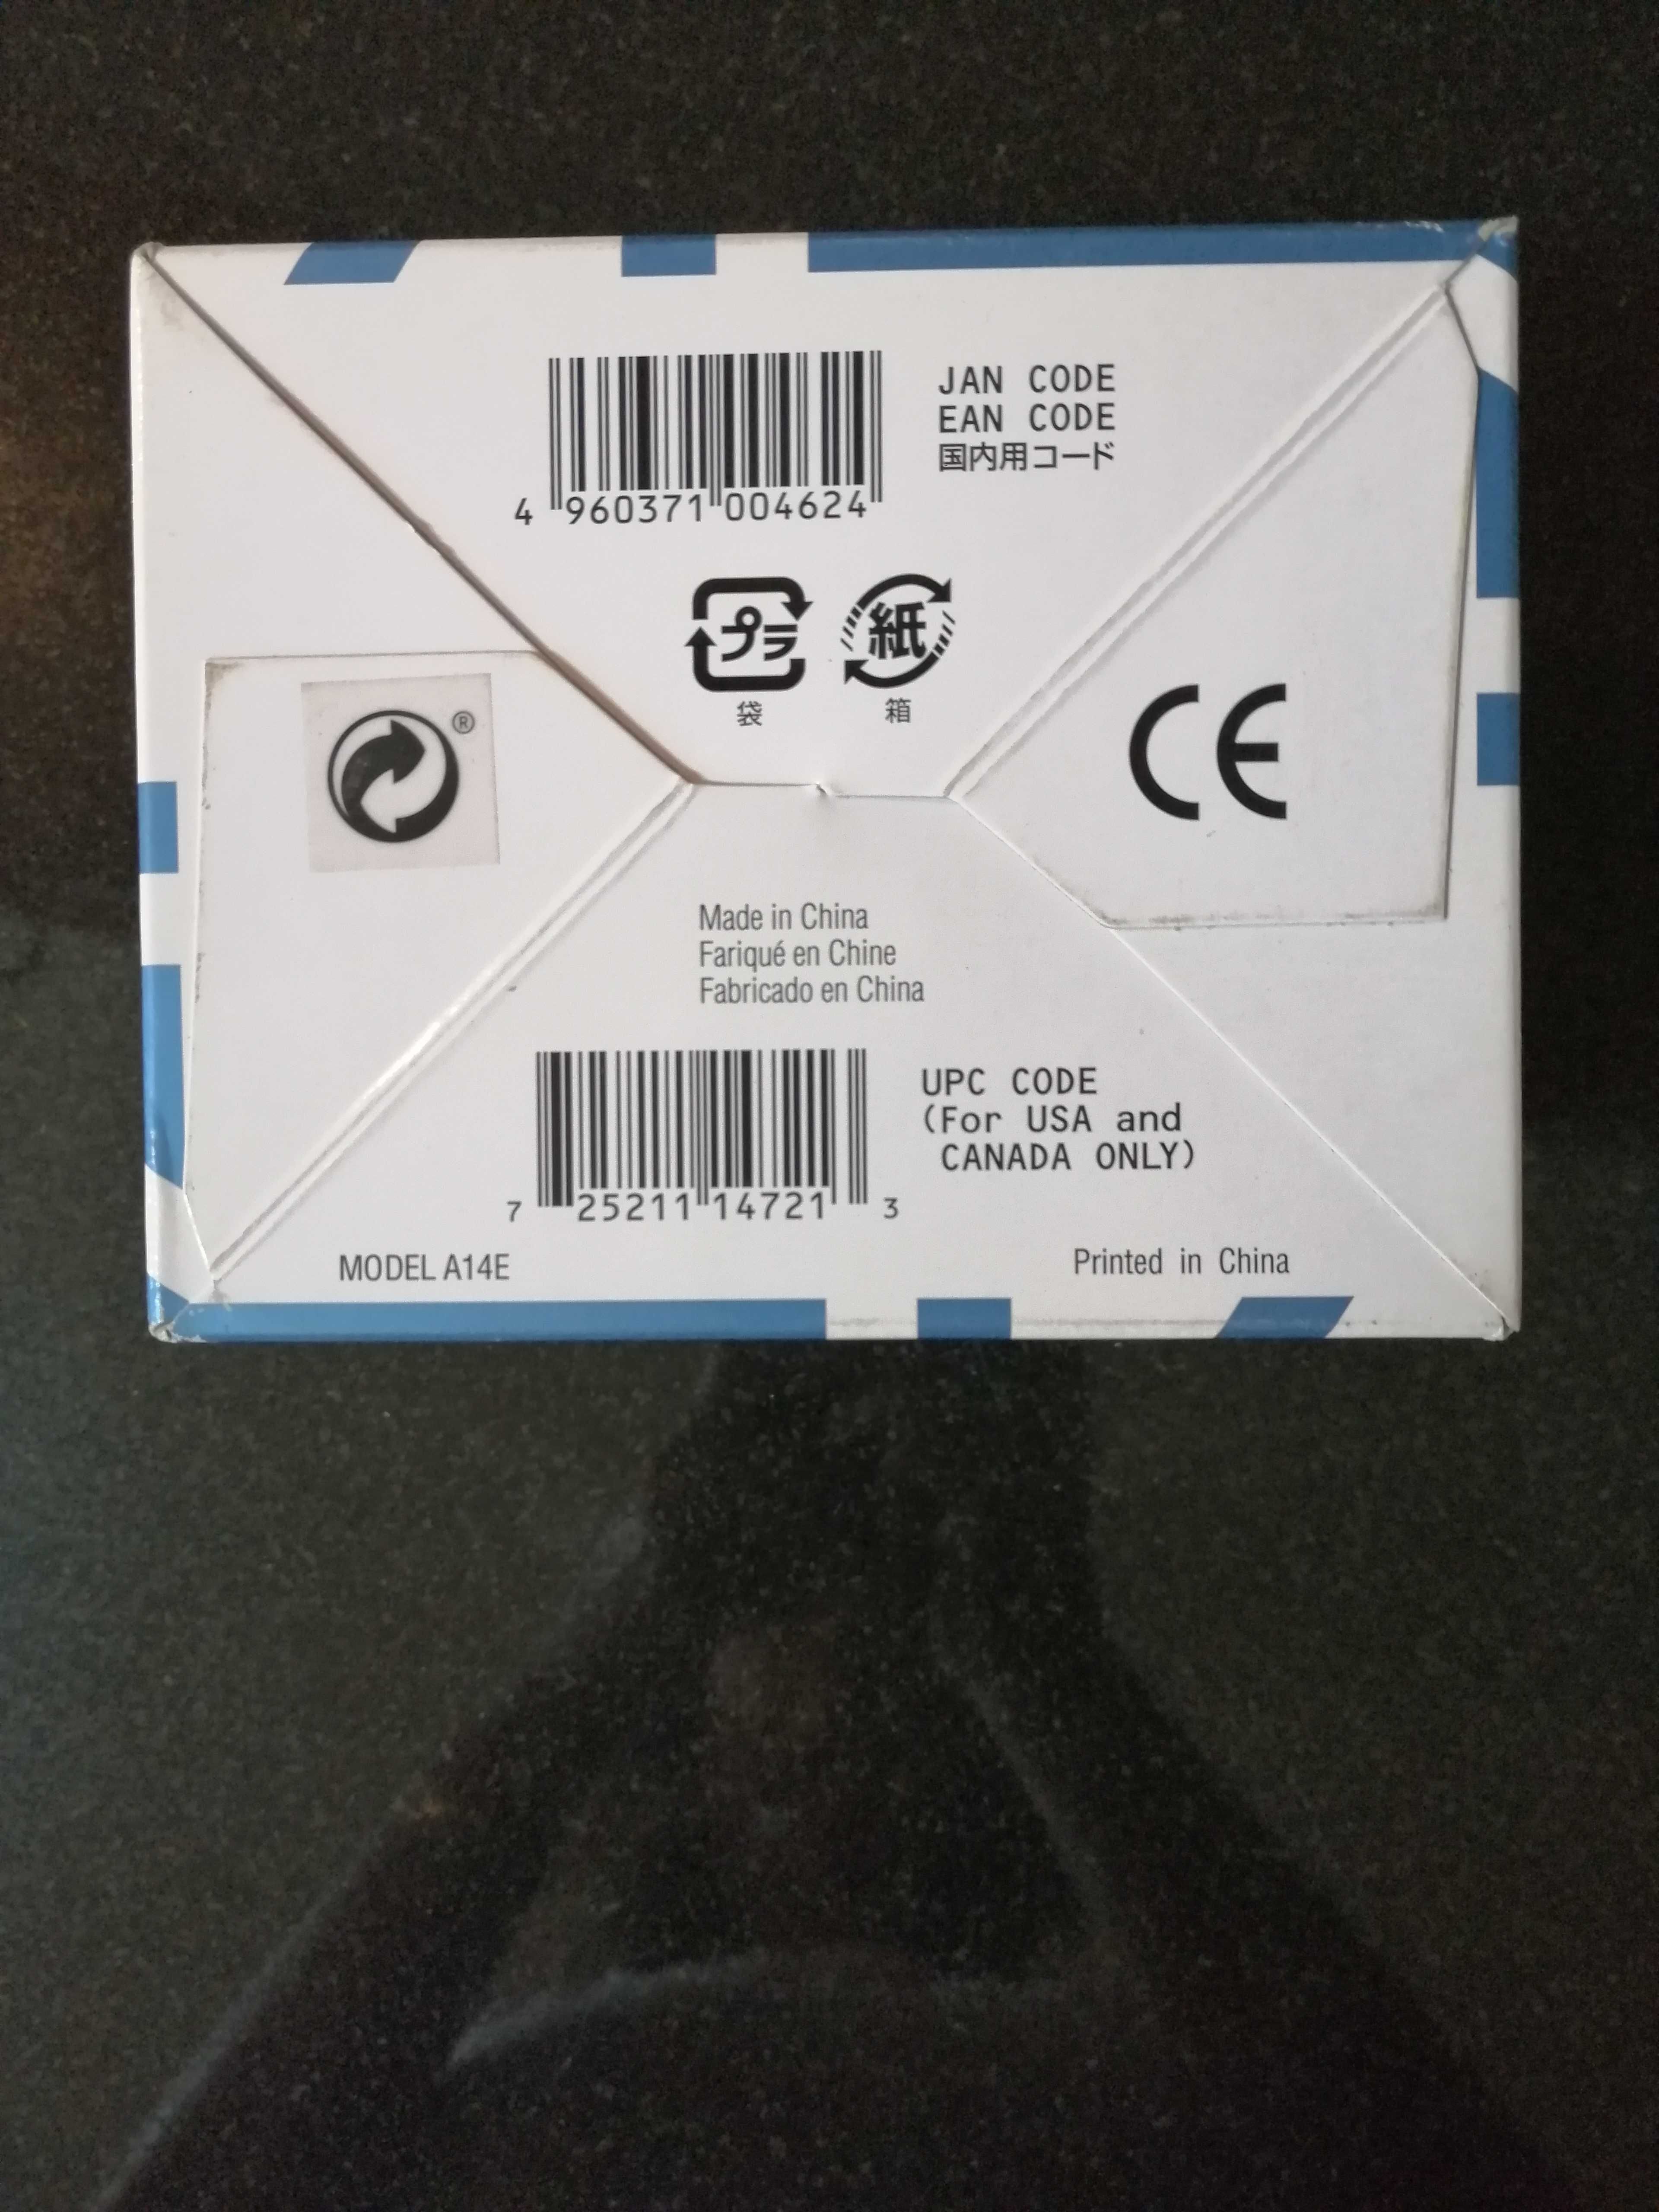 JAN CODE
EAN CODE
国内用コード
4 960371 004624
プラ 紙
袋 箱
®
CE
Made in China
Fariqué en Chine
Fabricado en China
UPC CODE
(For USA and
CANADA ONLY)
7 25211 14721 3
MODEL A14E
Printed in China